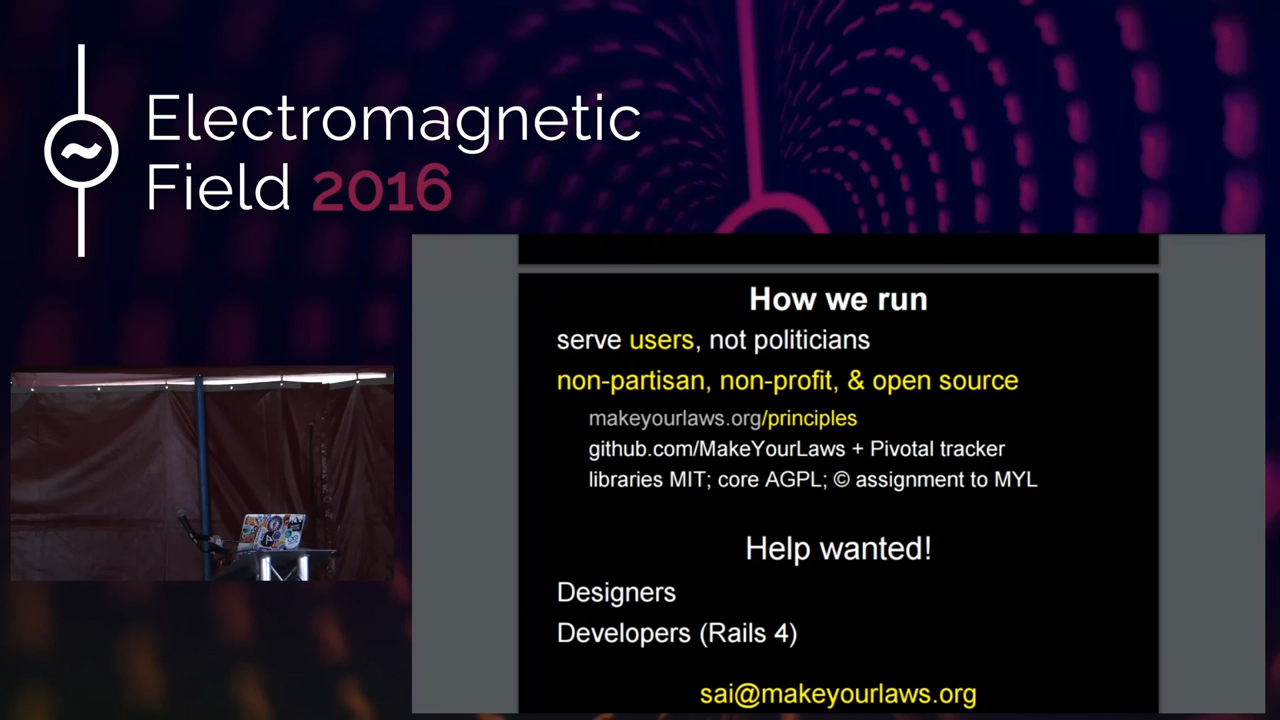 Electromagnetic
Field 2016
How we run
serve users, not politicians
non-partisan, non-profit, & open source
makeyourlaws.org/principles
github.com/MakeYourLaws + Pivotal tracker
libraries MIT; core AGPL; © assignment to MYL
Help wanted!
Designers
Developers (Rails 4)
sai@makeyourlaws.org